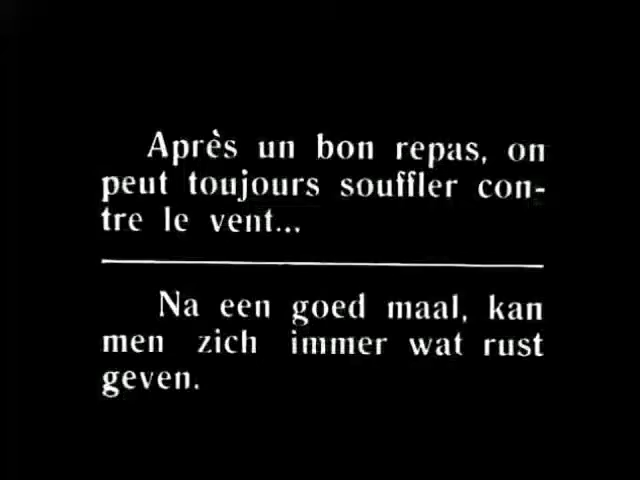 Après un bon repas, on
peut toujours souffler con-
tre le vent...
Na een goed maal, kan
men zich immer wat rust
geven.